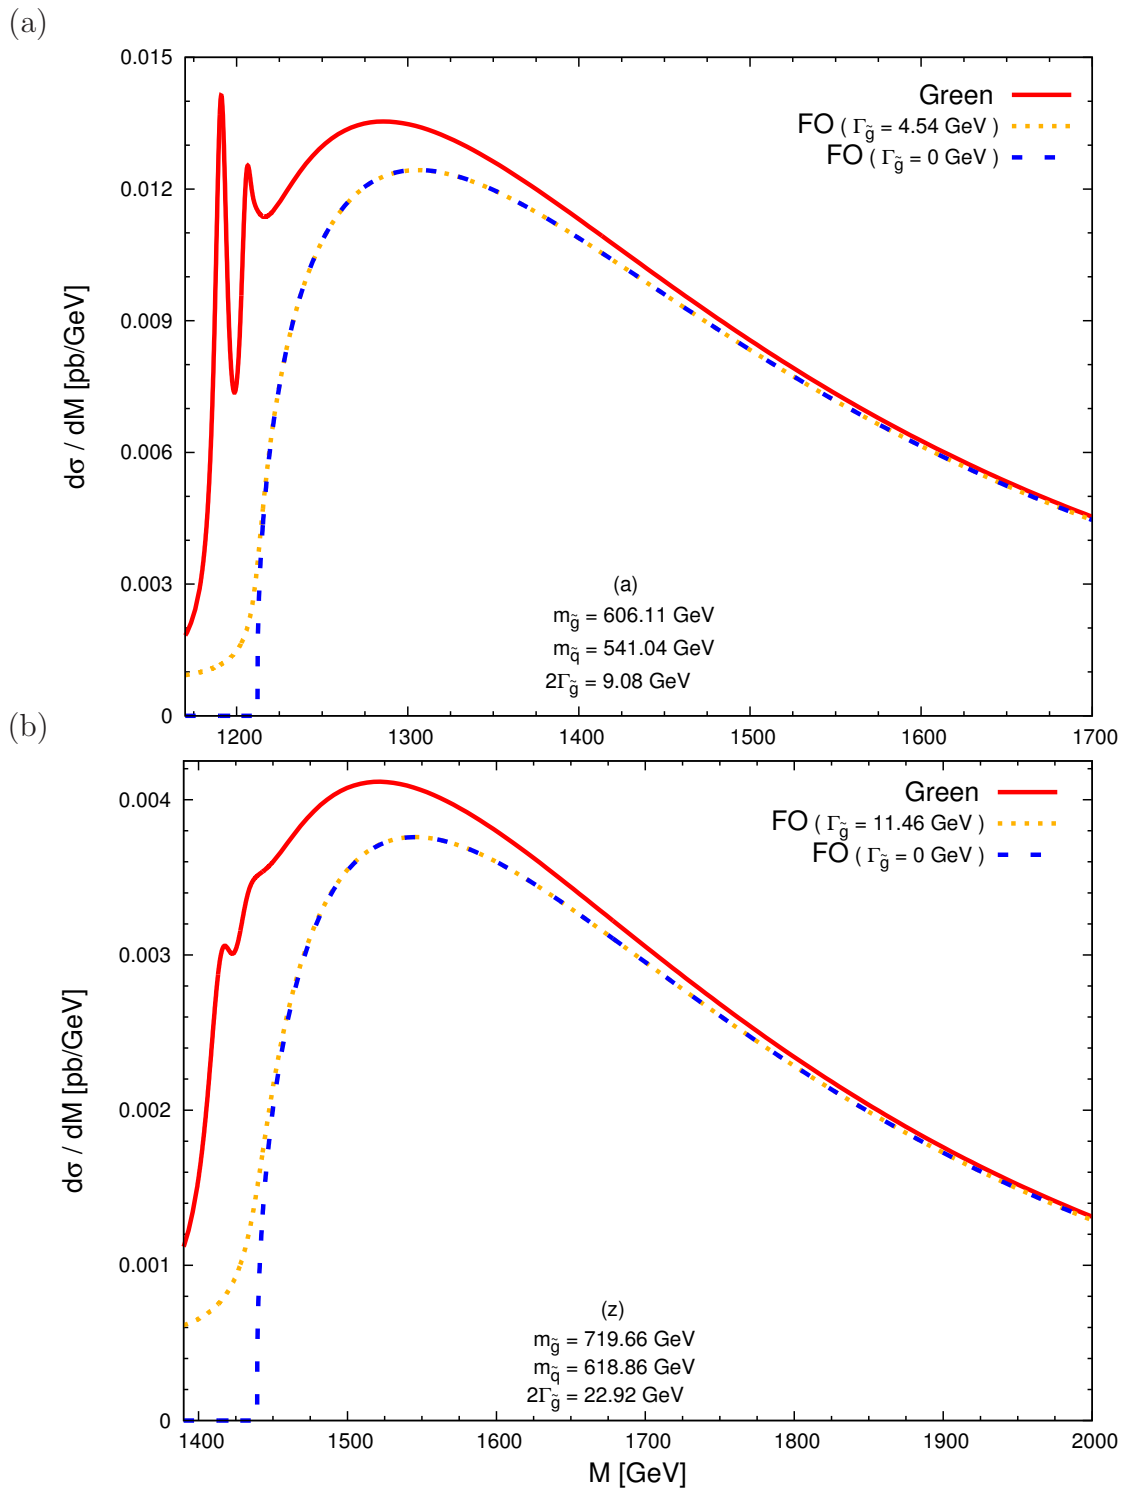 (a)
0.015
0.012
0.009
0.006
0.003
0
dσ / dM [pb/GeV]
Green
FO ( Γg̃ = 4.54 GeV )
FO ( Γg̃ = 0 GeV )
(a)
mg̃ = 606.11 GeV
mq̃ = 541.04 GeV
2Γg̃ = 9.08 GeV
1200 1300 1400 1500 1600 1700
(b)
0.004
0.003
0.002
0.001
0
dσ / dM [pb/GeV]
Green
FO ( Γg̃ = 11.46 GeV )
FO ( Γg̃ = 0 GeV )
(z)
mg̃ = 719.66 GeV
mq̃ = 618.86 GeV
2Γg̃ = 22.92 GeV
1400 1500 1600 1700 1800 1900 2000
M [GeV]